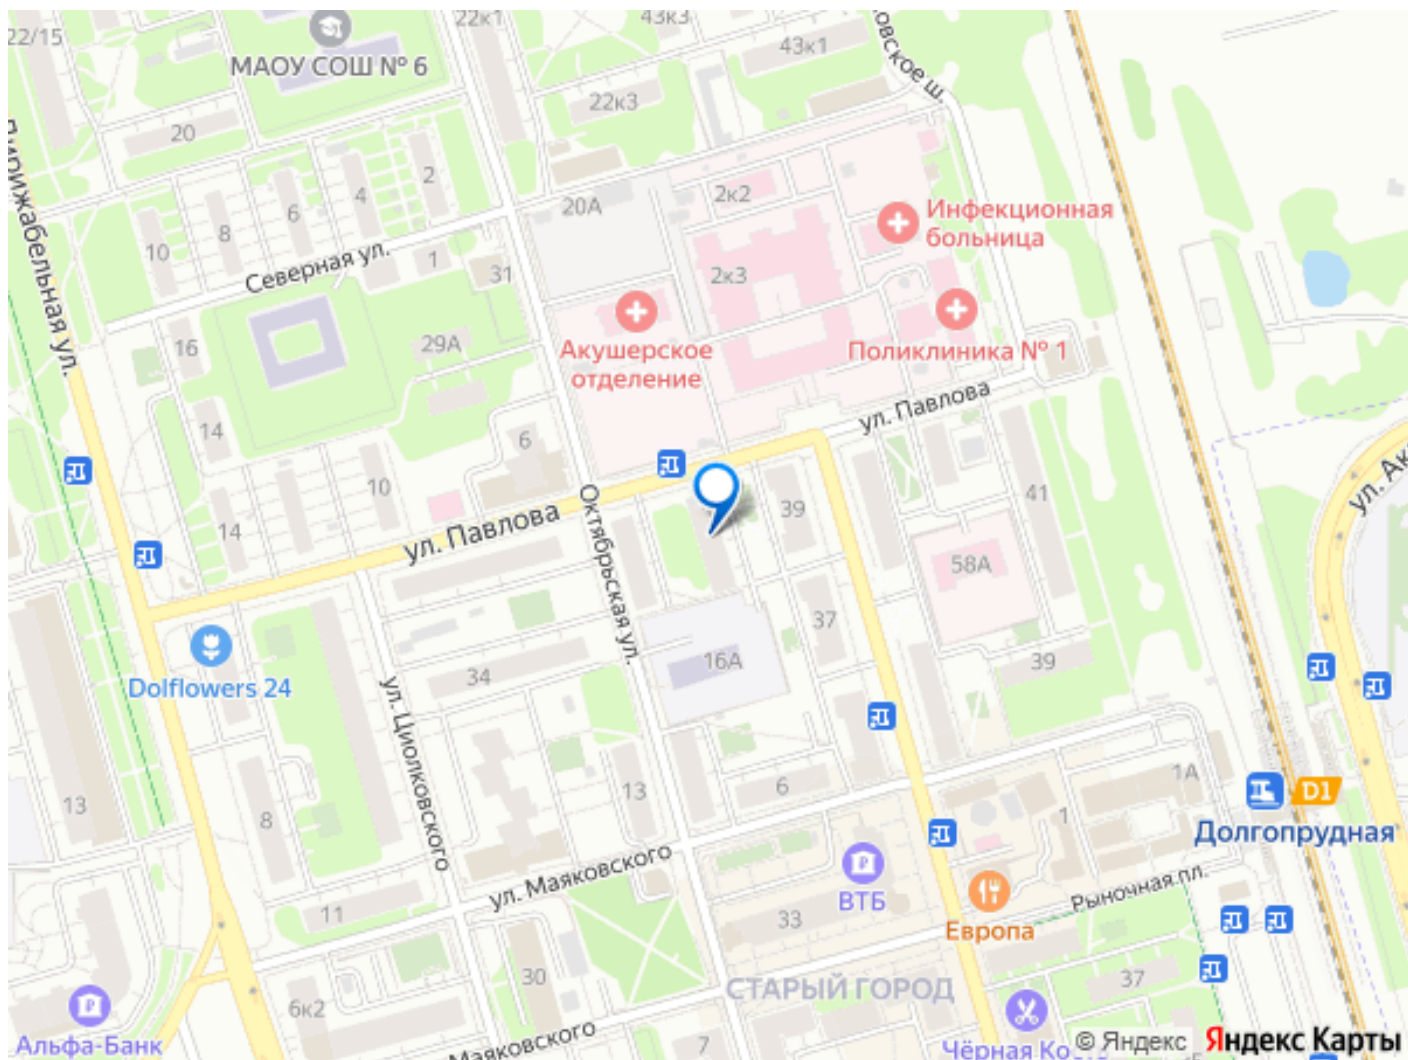 22/15
22к1
43к3
43к1
МАОУ СОШ № 6
22к3
20
2
4
6
8
10
20А
2к2
Инфекционная
больница
Северная ул.
1
31
2к3
Дирижабельная ул.
16
29А
Акушерское
отделение
Поликлиника № 1
ул. Павлова
14
6
10
14
ул. Павлова
Октябрьская ул.
39
41
58А
37
16А
39
34
Dolflowers 24
ул. Циолковского
13
8
13
6
1А
1
D1
Долгопрудная
ул. Маяковского
ВТБ
Рыночная пл.
11
33
Европа
30
37
СТАРЫЙ ГОРОД
6к2
Альфа-Банк
Маяковского
7
Чёрная
© Яндекс
Яндекс Карты